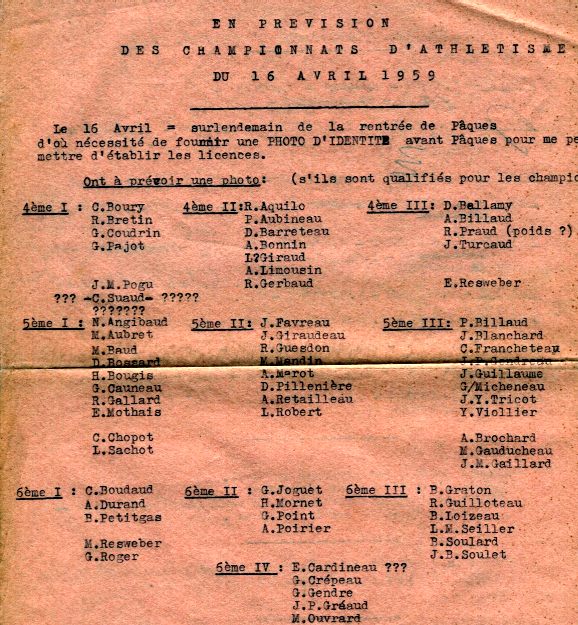 EN PREVISION
DES CHAMPIONNATS D'ATHLETISME
DU 16 AVRIL 1959
Le 16 Avril = surlendemain de la rentrée de Pâques
d'où nécessité de fournir une PHOTO D'IDENTITE avant Pâques pour me pe
mettre d'établir les licences.
Ont à prévoir une photo: (s'ils sont qualifiés pour les champio
4ème I : C.Boury 4ème II:R.Aquilo 4ème III: D.Ballamy
R.Bretin P.Aubineau A.Billaud
G.Coudrin D.Barreteau R.Praud (poids ?)
G.Pajot A.Bonnin J.Turcaud
L?Giraud
A.Limousin
J.M.Pogu R.Gerbaud E.Resweber
??? -C.Suaud- ?????
???????
5ème I : N.Angibaud 5ème II: J.Favreau 5ème III: P.Billaud
M.Aubret J.Giraudeau J.Blanchard
M.Baud R.Guesdon C.Francheteau
D.Bossard M.Mandin Gendreau
H.Bougis A.Marot J.Guillaume
G.Cauneau D.Pillenière G/Micheneau
R.Gallard A.Retailleau J.Y.Tricot
E.Mothais L.Robert Y.Viollier
C.Chopot A.Brochard
L.Sachot M.Gauducheau
J.M.Gaillard
6ème I : C.Boudaud 6ème II : G.Joguet 6ème III : B.Graton
A.Durand H.Mornet R.Guilloteau
B.Petitgas G.Point B.Loizeau
A.Poirier L.M.Seiller
M.Resweber B.Soulard
G.Roger J.B.Soulet
6ème IV : E.Cardineau ???
G.Crépeau
G.Gendre
J.P.Gréaud
M.Ouvrard